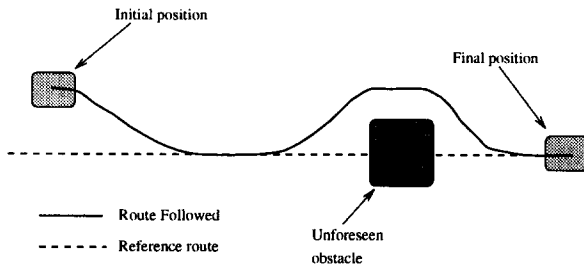 Initial position
Final position
Route Followed
Reference route
Unforeseen
obstacle